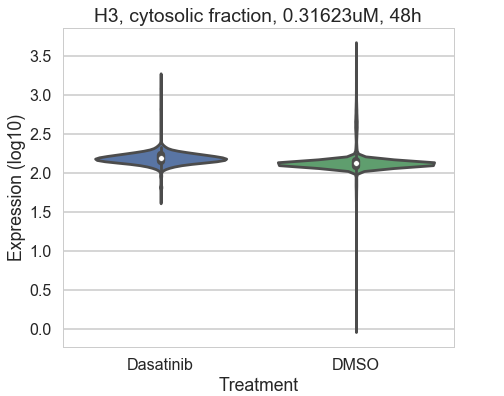 H3, cytosolic fraction, 0.31623uM, 48h
Expression (log10)
3.5
3.0
2.5
2.0
1.5
1.0
0.5
0.0
Dasatinib DMSO
Treatment